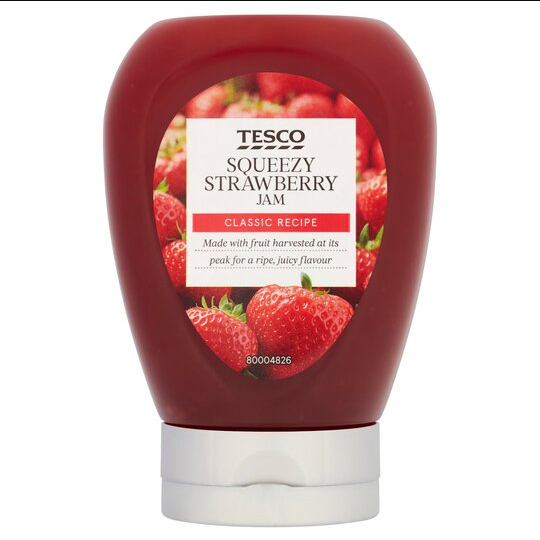 TESCO
SQUEEZY
STRAWBERRY
JAM
CLASSIC RECIPE
Made with fruit harvested at its
peak for a ripe, juicy flavour
80004826